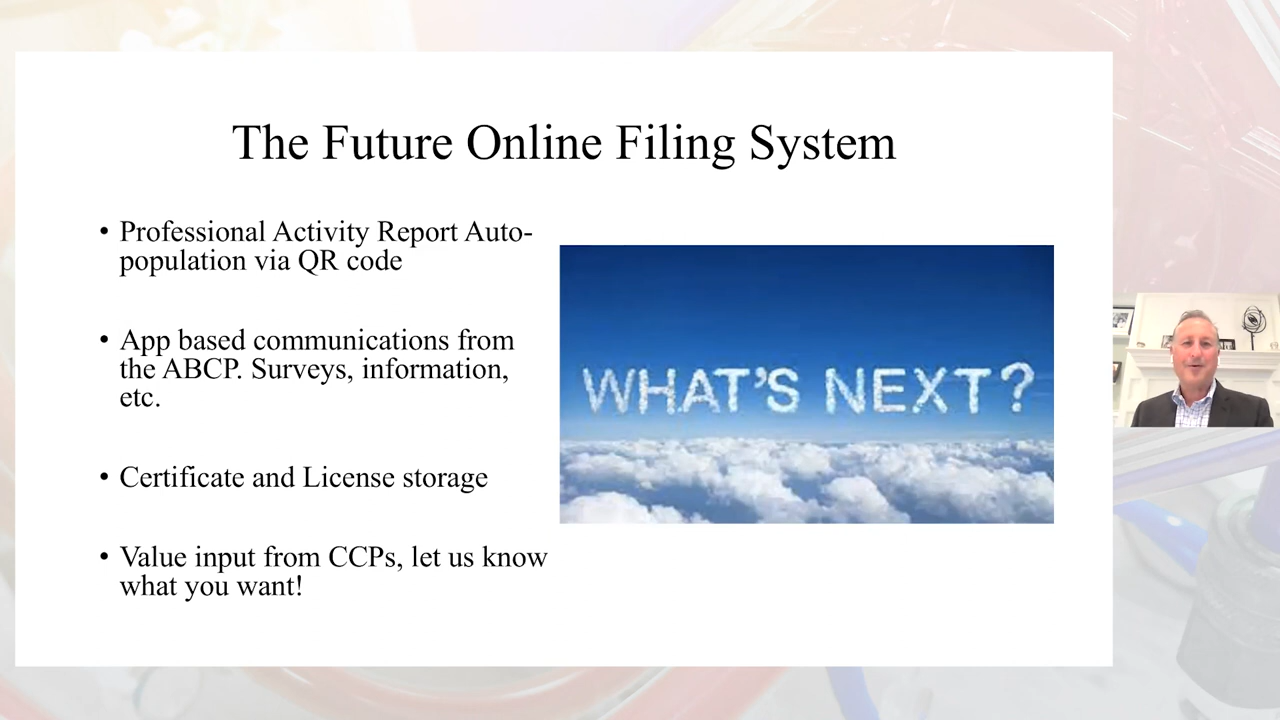 The Future Online Filing System
• Professional Activity Report Auto-
population via QR code
• App based communications from
the ABCP. Surveys, information,
etc.
• Certificate and License storage
• Value input from CCPs, let us know
what you want!
WHAT'S NEXT?